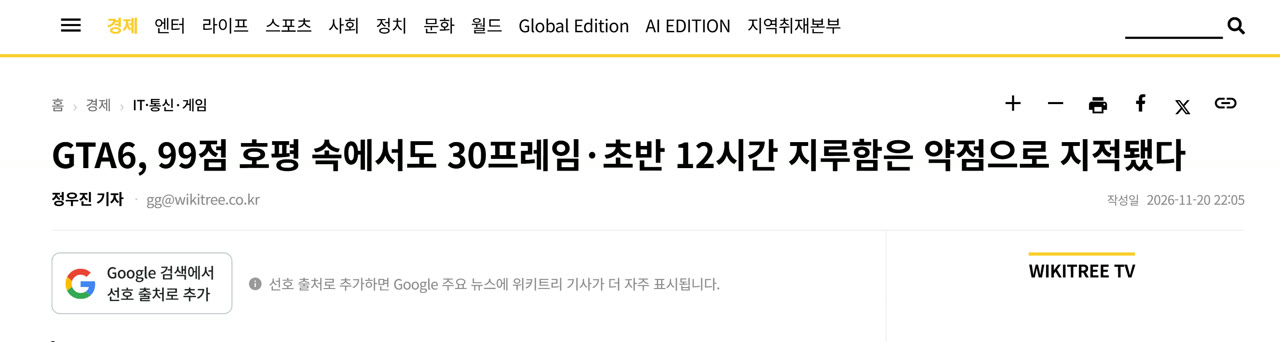 경제 엔터 라이프 스포츠 사회 정치 문화 월드 Global Edition AI EDITION 지역취재본부
홈 › 경제 › IT·통신·게임
GTA6, 99점 호평 속에서도 30프레임·초반 12시간 지루함은 약점으로 지적됐다
정우진 기자 · gg@wikitree.co.kr
작성일 2026-11-20 22:05
Google 검색에서
선호 출처로 추가
선호 출처로 추가하면 Google 주요 뉴스에 위키트리 기사가 더 자주 표시됩니다.
WIKITREE TV